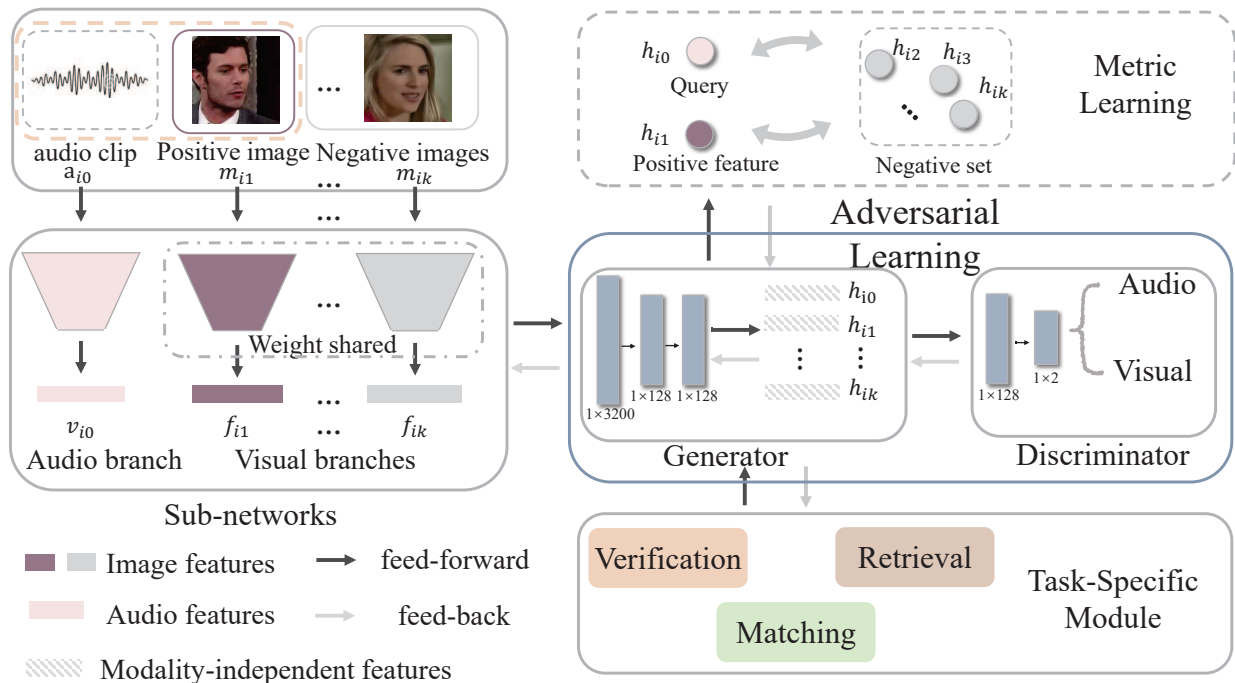 audio clip
a_{i0}
Positive image
m_{i1}
...
Negative images
...
m_{ik}
...
...
Weight shared
v_{i0}
f_{i1}
...
...
f_{ik}
Audio branch
Visual branches
Sub-networks
Image features
feed-forward
Audio features
feed-back
Modality-independent features
h_{i0}
Query
h_{i1}
Positive feature
h_{i2}
h_{i3}
h_{ik}
Negative set
Metric
Learning
Adversarial
Learning
1×3200
1×128
1×128
h_{i0}
h_{i1}
⋮
⋮
h_{ik}
Generator
1×128
1×2
Audio
Visual
Discriminator
Verification
Retrieval
Matching
Task-Specific
Module